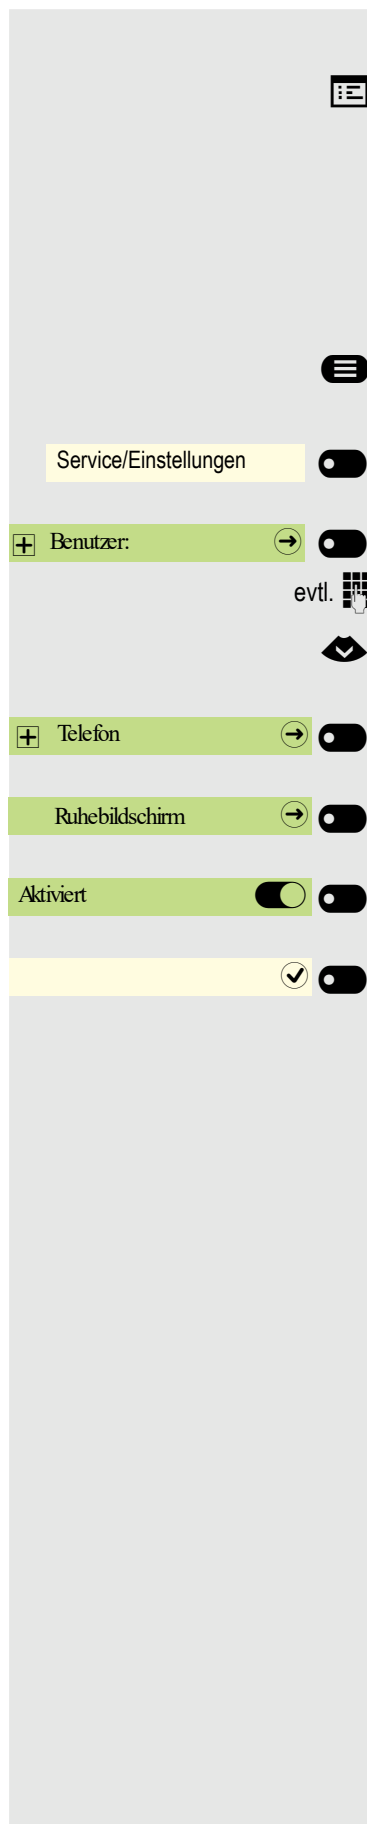 Service/Einstellungen
Benutzer:
evtl.
Telefon
Ruhebildschirm
Aktiviert